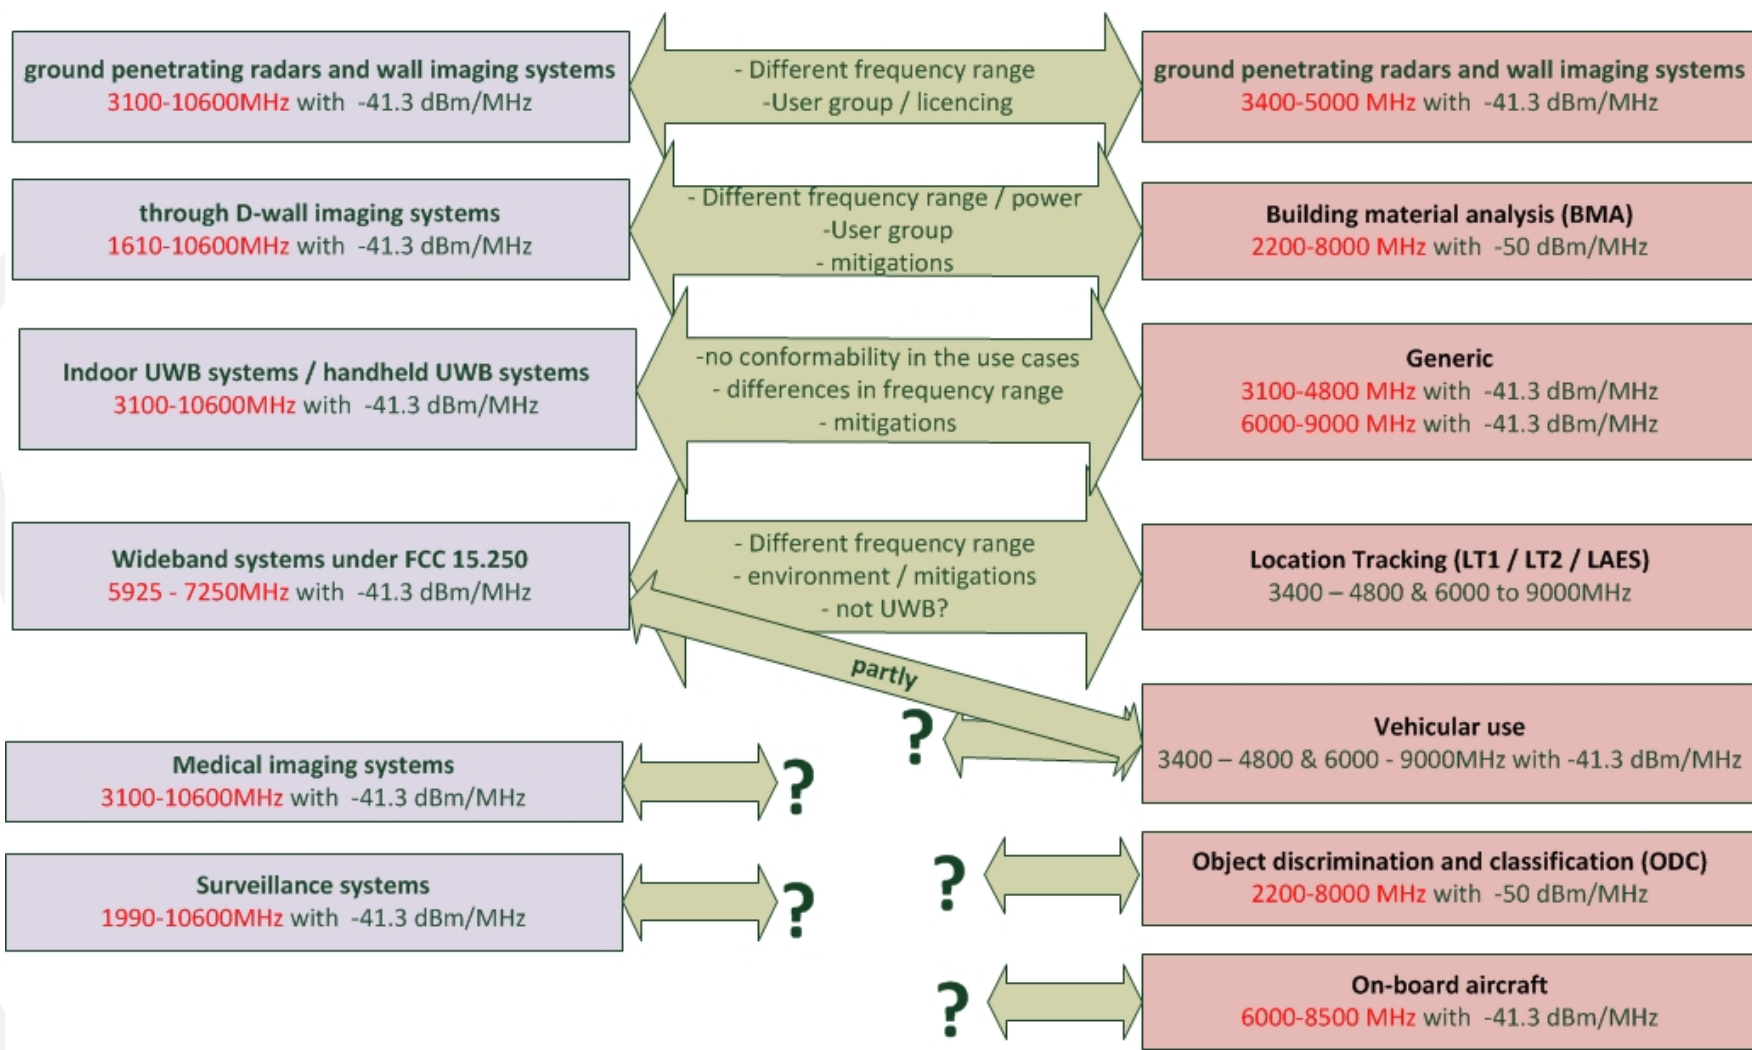 ground penetrating radars and wall imaging systems
3100-10600MHz with -41.3 dBm/MHz
- Different frequency range
-User group / licencing
ground penetrating radars and wall imaging systems
3400-5000 MHz with -41.3 dBm/MHz
through D-wall imaging systems
1610-10600MHz with -41.3 dBm/MHz
- Different frequency range / power
-User group
- mitigations
Building material analysis (BMA)
2200-8000 MHz with -50 dBm/MHz
Indoor UWB systems / handheld UWB systems
3100-10600MHz with -41.3 dBm/MHz
-no conformability in the use cases
- differences in frequency range
- mitigations
Generic
3100-4800 MHz with -41.3 dBm/MHz
6000-9000 MHz with -41.3 dBm/MHz
Wideband systems under FCC 15.250
5925 - 7250MHz with -41.3 dBm/MHz
- Different frequency range
- environment / mitigations
- not UWB?
Location Tracking (LT1 / LT2 / LAES)
3400 – 4800 & 6000 to 9000MHz
partly
?
Vehicular use
3400 – 4800 & 6000 - 9000MHz with -41.3 dBm/MHz
Medical imaging systems
3100-10600MHz with -41.3 dBm/MHz
?
Surveillance systems
1990-10600MHz with -41.3 dBm/MHz
?
?
Object discrimination and classification (ODC)
2200-8000 MHz with -50 dBm/MHz
?
On-board aircraft
6000-8500 MHz with -41.3 dBm/MHz